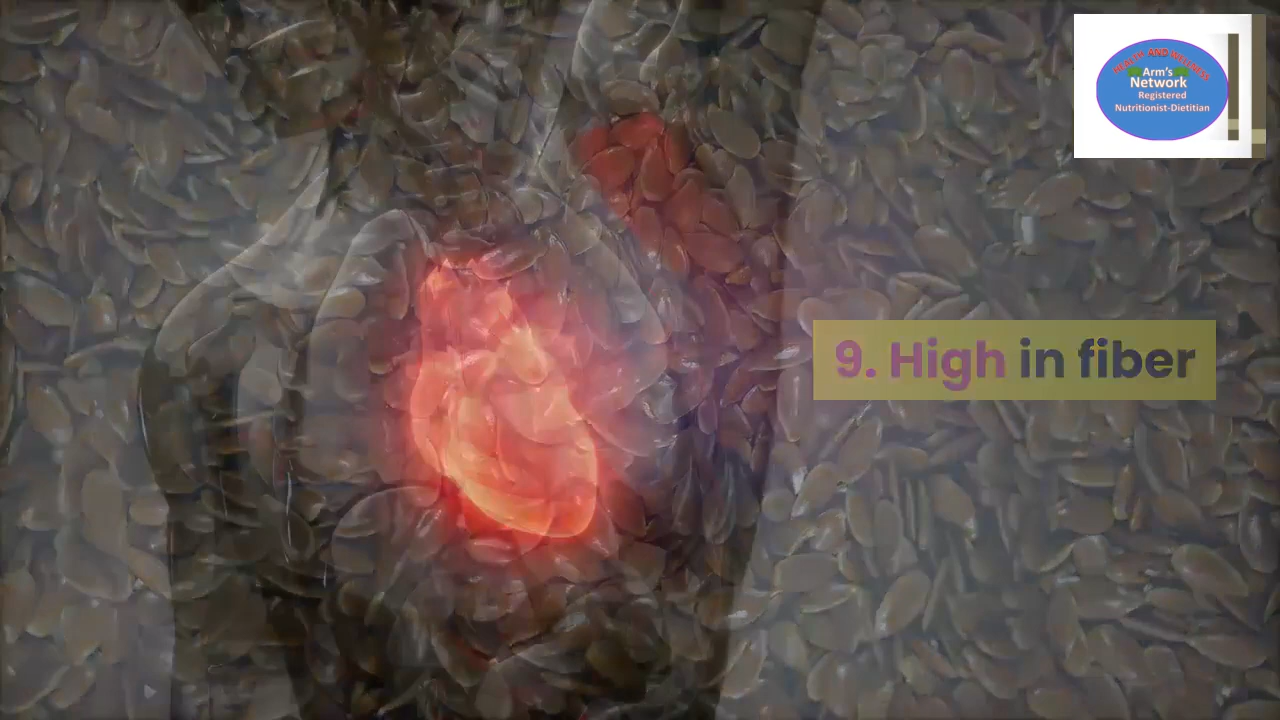 HEALTH AND WELLNESS
Arm's
Network
Registered
Nutritionist-Dietitian
9. High in fiber